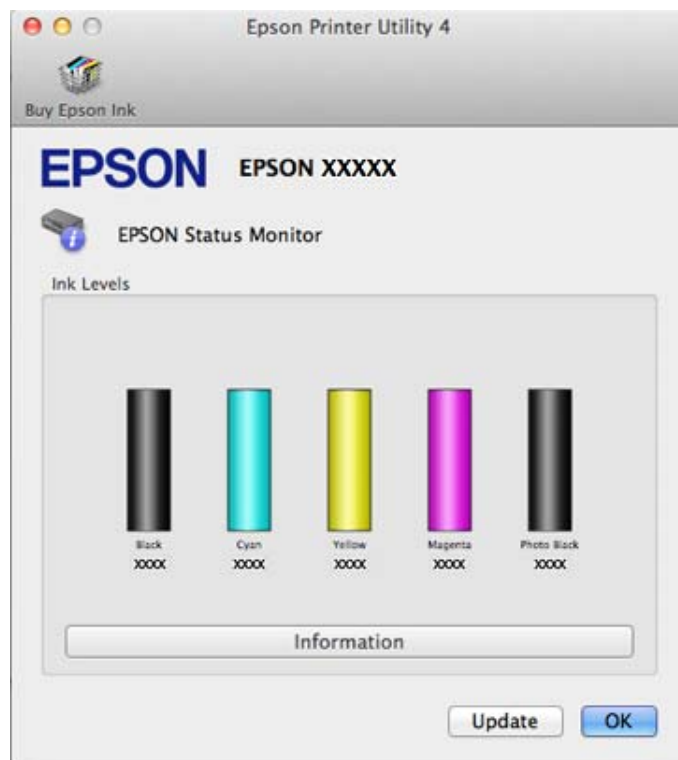 Epson Printer Utility 4
Buy Epson Ink
EPSON EPSON XXXXX
EPSON Status Monitor
Ink Levels
Black Cyan Yellow Magenta Photo Black
XXXX XXXX XXXX XXXX XXXX
Information
Update OK